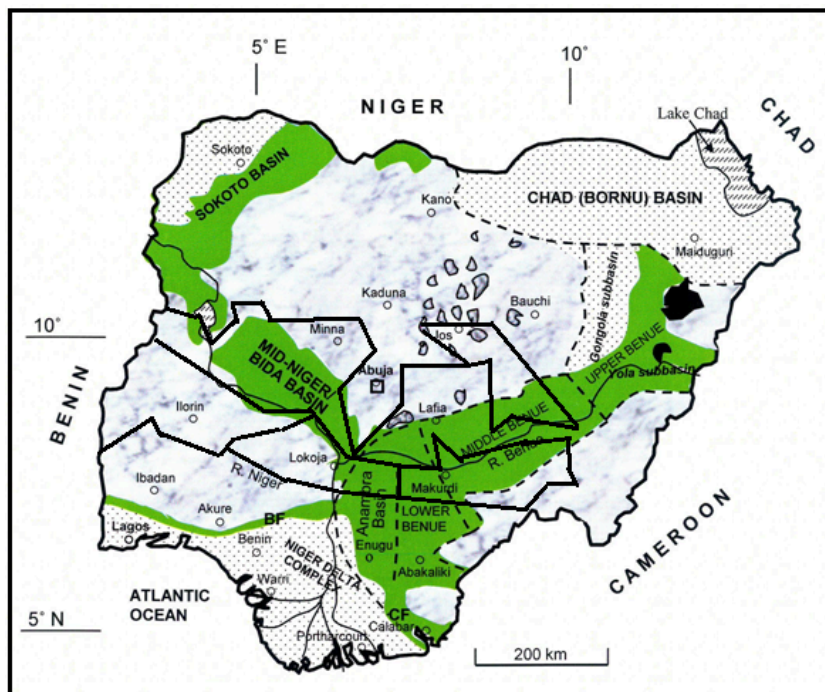 5° E
10°
NIGER
CHAD
Lake Chad
Sokoto
SOKOTO BASIN
Kano
CHAD (BORNU) BASIN
Maiduguri
Kaduna
Bauchi
Gongola subbasin
10°
Minna
Jos
MID-NIGER/
BIDA BASIN
Abuja
UPPER BENUE
Yola subbasin
BENIN
Ilorin
Lafia
MIDDLE BENUE
R. Benue
Lokoja
Ibadan
R. Niger
Makurdi
Anambra
Basin
LOWER
BENUE
Akure
BF
Lagos
Benin
Enugu
Abakaliki
NIGER DELTA
COMPLEX
Warri
CAMEROON
ATLANTIC
OCEAN
CF
5° N
Calabar
Portharcourt
200 km